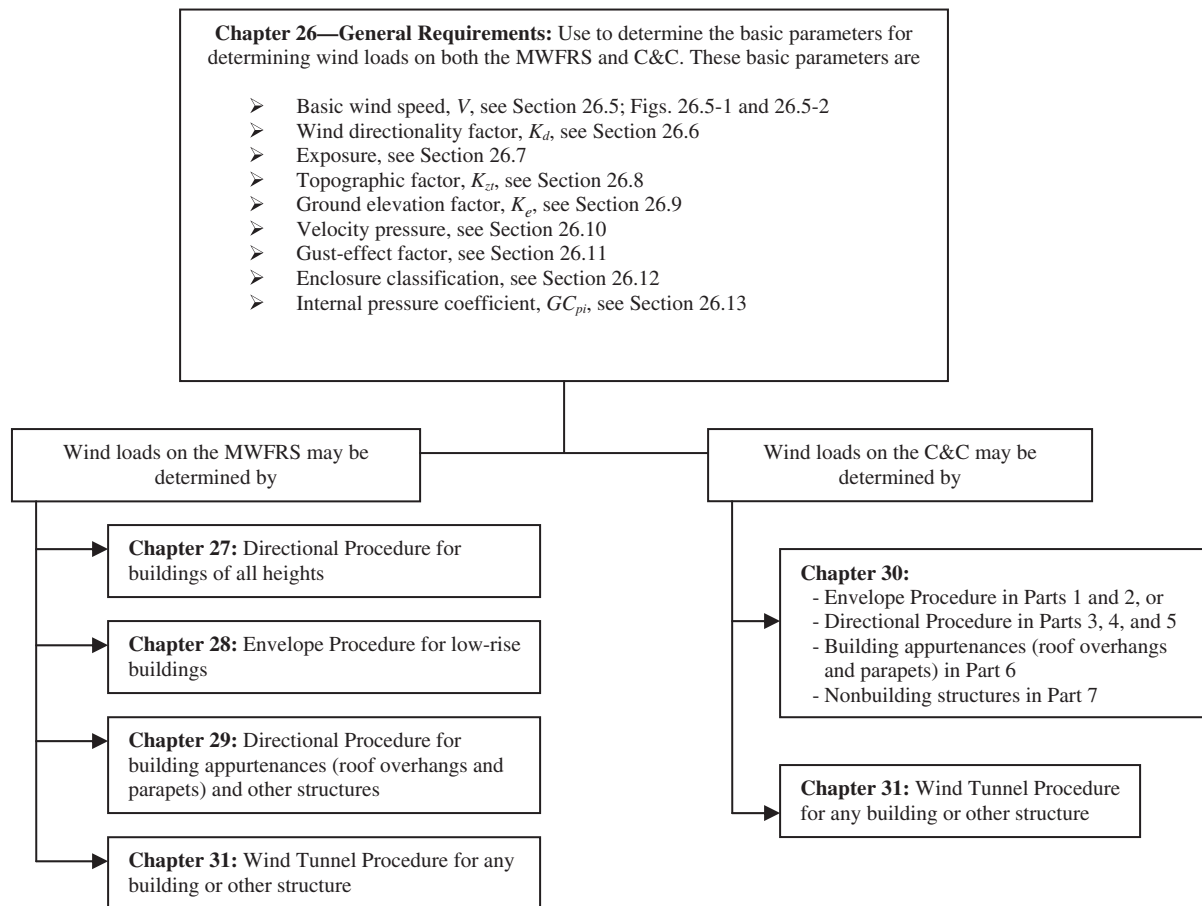 Chapter 26—General Requirements: Use to determine the basic parameters for
determining wind loads on both the MWFRS and C&C. These basic parameters are
➢ Basic wind speed, V, see Section 26.5; Figs. 26.5-1 and 26.5-2
➢ Wind directionality factor, Kd, see Section 26.6
➢ Exposure, see Section 26.7
➢ Topographic factor, Kzt, see Section 26.8
➢ Ground elevation factor, Ke, see Section 26.9
➢ Velocity pressure, see Section 26.10
➢ Gust-effect factor, see Section 26.11
➢ Enclosure classification, see Section 26.12
➢ Internal pressure coefficient, GCpi, see Section 26.13
Wind loads on the MWFRS may be
determined by
Chapter 27: Directional Procedure for
buildings of all heights
Chapter 28: Envelope Procedure for low-rise
buildings
Chapter 29: Directional Procedure for
building appurtenances (roof overhangs and
parapets) and other structures
Chapter 31: Wind Tunnel Procedure for any
building or other structure
Wind loads on the C&C may be
determined by
Chapter 30:
- Envelope Procedure in Parts 1 and 2, or
- Directional Procedure in Parts 3, 4, and 5
- Building appurtenances (roof overhangs
and parapets) in Part 6
- Nonbuilding structures in Part 7
Chapter 31: Wind Tunnel Procedure
for any building or other structure